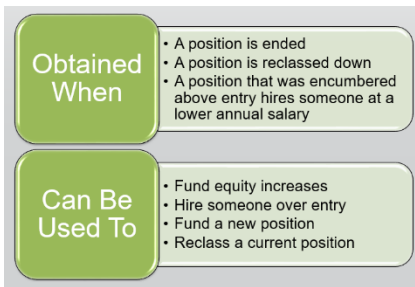 Obtained
When
• A position is ended
• A position is reclassed down
• A position that was encumbered
above entry hires someone at a
lower annual salary
Can Be
Used To
• Fund equity increases
• Hire someone over entry
• Fund a new position
• Reclass a current position